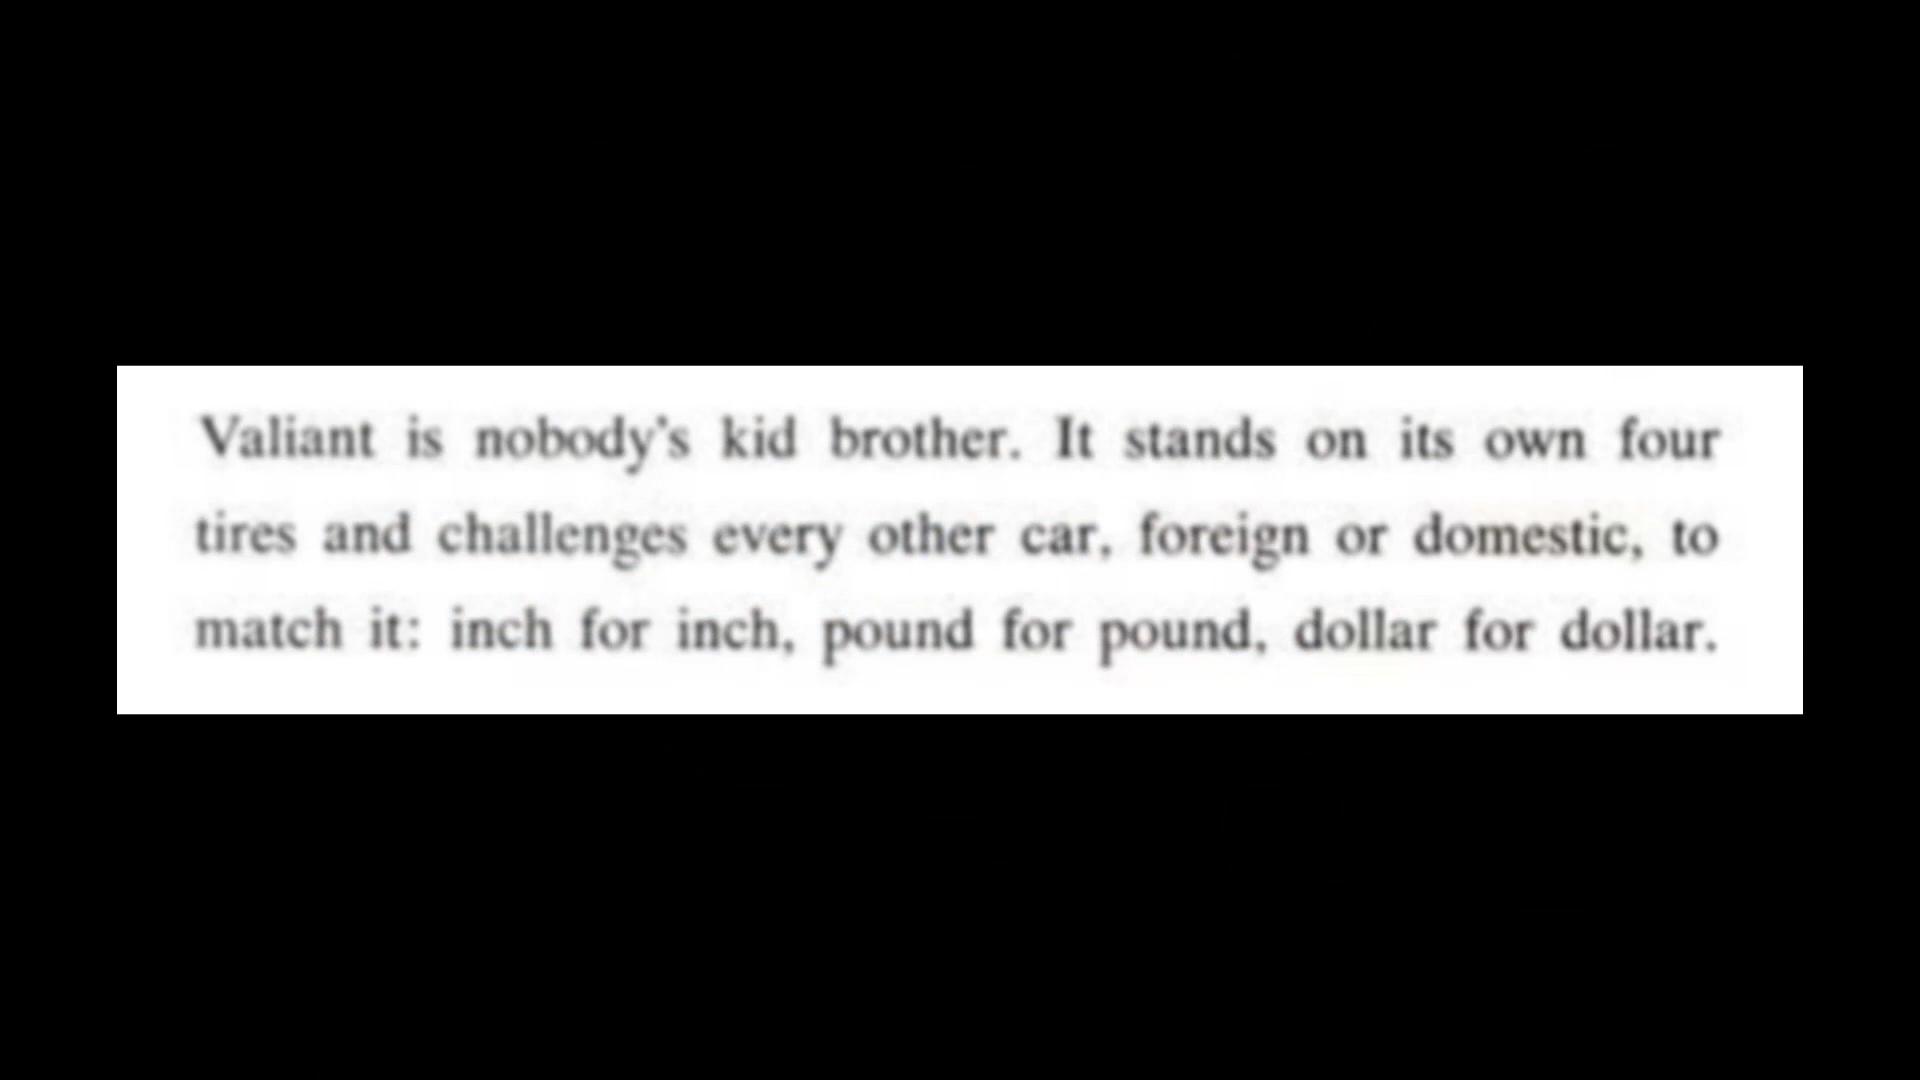 Valiant is nobody's kid brother. It stands on its own four
tires and challenges every other car, foreign or domestic, to
match it: inch for inch, pound for pound, dollar for dollar.